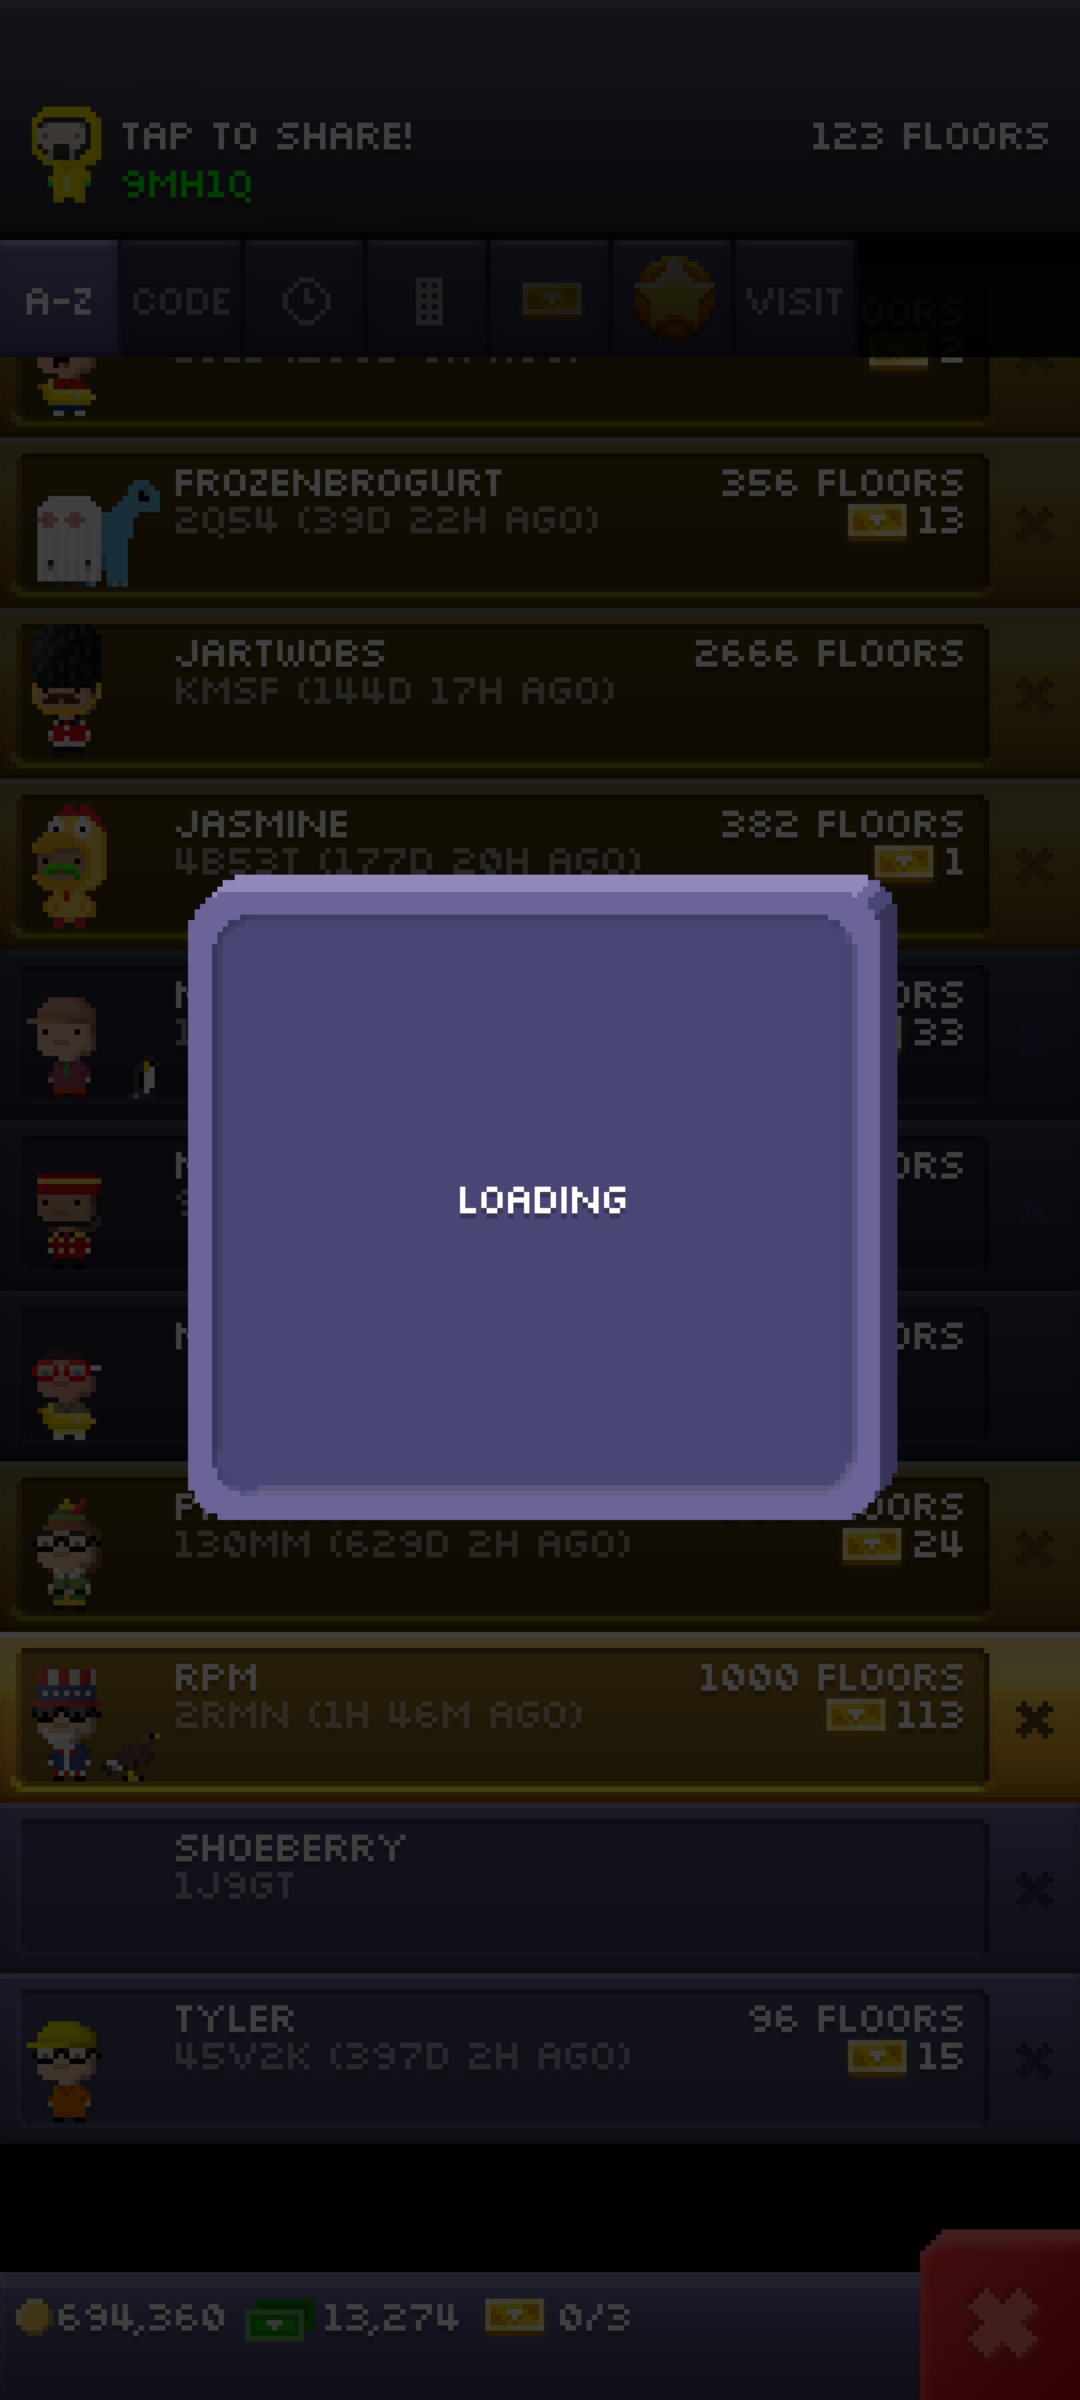 TAP TO SHARE!
123 FLOORS
9MH1Q
A-Z
CODE
VISIT
2
FROZENBROGURT
356 FLOORS
2Q54 (39D 22H AGO)
13
JARTWOBS
2666 FLOORS
KMSF (144D 17H AGO)
JASMINE
382 FLOORS
4B53T (177D 20H AGO)
1
33
LOADING
130MM (629D 2H AGO)
24
RPM
1000 FLOORS
2RMN (1H 46M AGO)
113
SHOEBERRY
1J9GT
TYLER
96 FLOORS
45V2K (397D 2H AGO)
15
694,360
13,274
0/3